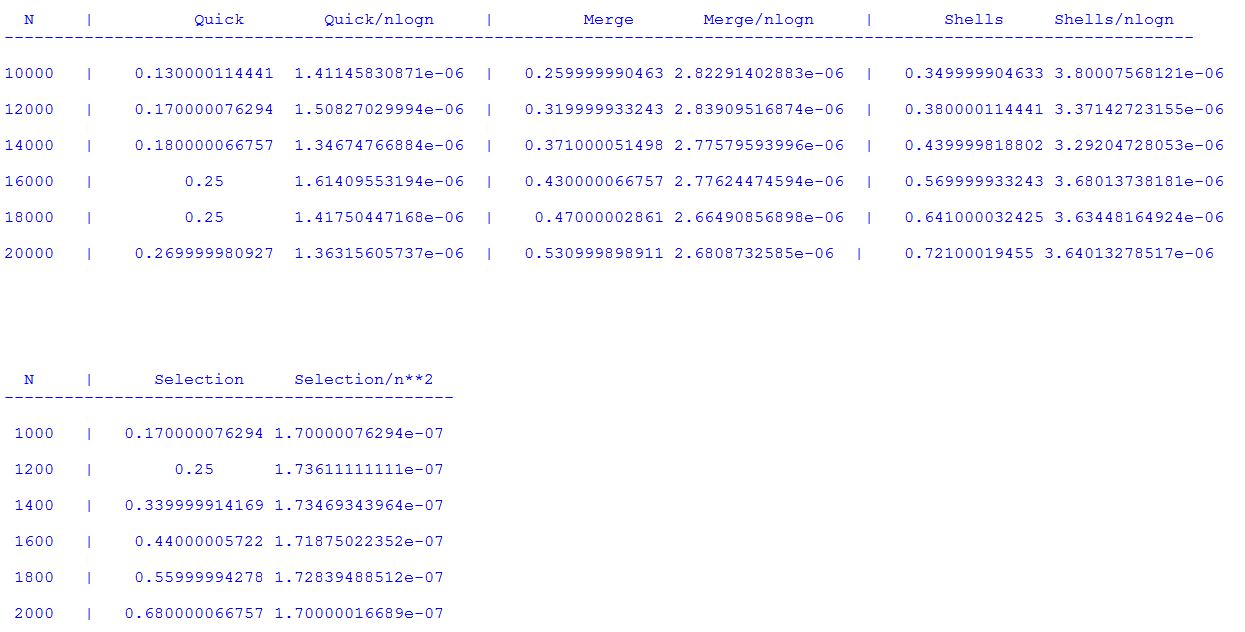 N | Quick Quick/nlogn | Merge Merge/nlogn | Shells Shells/nlogn
-----------------------------------------------------------------------------------------------------------------------
10000 | 0.130000114441 1.41145830871e-06 | 0.259999990463 2.82291402883e-06 | 0.349999904633 3.80007568121e-06
12000 | 0.170000076294 1.50827029994e-06 | 0.319999933243 2.83909516874e-06 | 0.380000114441 3.37142723155e-06
14000 | 0.180000066757 1.34674766884e-06 | 0.371000051498 2.77579593996e-06 | 0.439999818802 3.29204728053e-06
16000 | 0.25 1.61409553194e-06 | 0.430000066757 2.77624474594e-06 | 0.569999933243 3.68013738181e-06
18000 | 0.25 1.41750447168e-06 | 0.47000002861 2.66490856898e-06 | 0.641000032425 3.63448164924e-06
20000 | 0.269999980927 1.36315605737e-06 | 0.530999898911 2.6808732585e-06 | 0.72100019455 3.64013278517e-06
N | Selection Selection/n**2
---------------------------------------------
1000 | 0.170000076294 1.70000076294e-07
1200 | 0.25 1.73611111111e-07
1400 | 0.339999914169 1.73469343964e-07
1600 | 0.44000005722 1.71875022352e-07
1800 | 0.55999994278 1.72839488512e-07
2000 | 0.680000066757 1.70000016689e-07